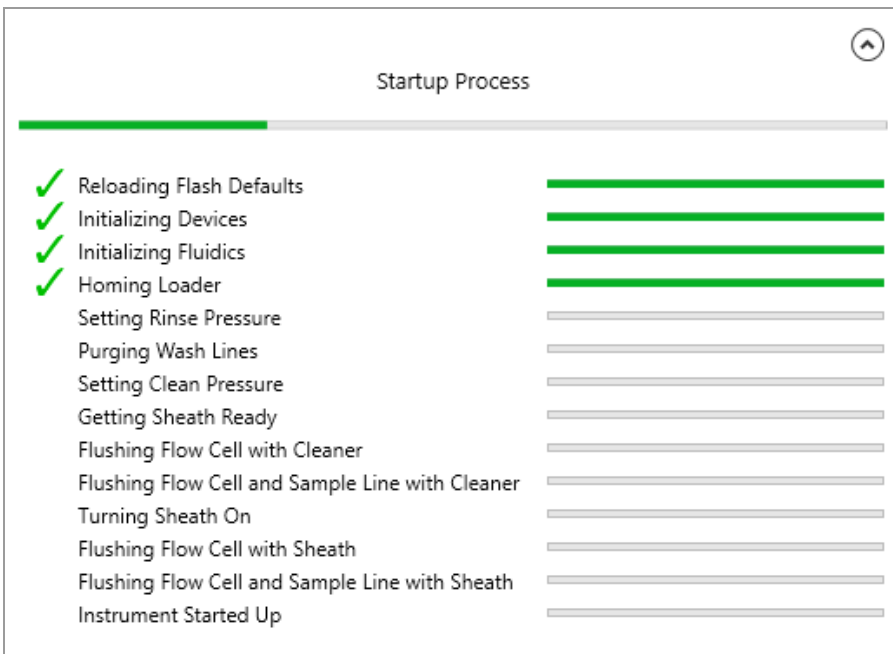 Startup Process
Reloading Flash Defaults
Initializing Devices
Initializing Fluidics
Homing Loader
Setting Rinse Pressure
Purging Wash Lines
Setting Clean Pressure
Getting Sheath Ready
Flushing Flow Cell with Cleaner
Flushing Flow Cell and Sample Line with Cleaner
Turning Sheath On
Flushing Flow Cell with Sheath
Flushing Flow Cell and Sample Line with Sheath
Instrument Started Up